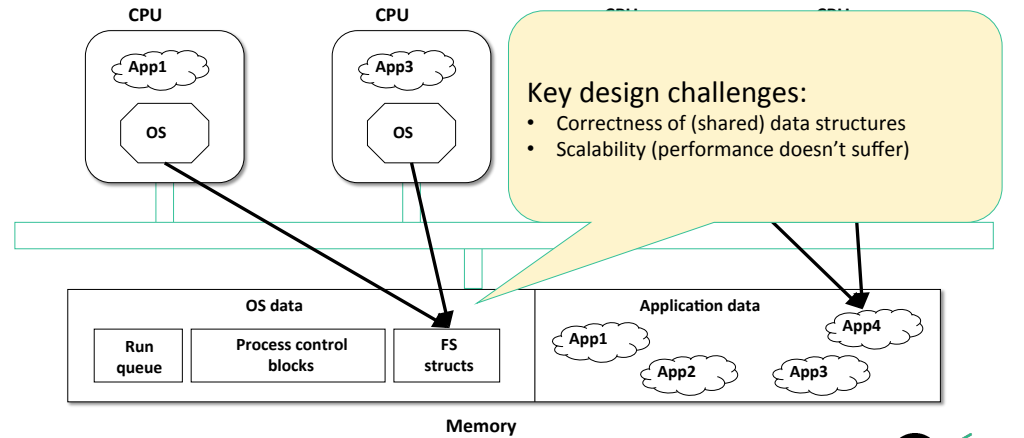 CPU
CPU
App1
App3
OS
OS
Key design challenges:
• Correctness of (shared) data structures
• Scalability (performance doesn't suffer)
OS data
Application data
Run
queue
Process control
blocks
FS
structs
App1
App2
App3
App4
Memory